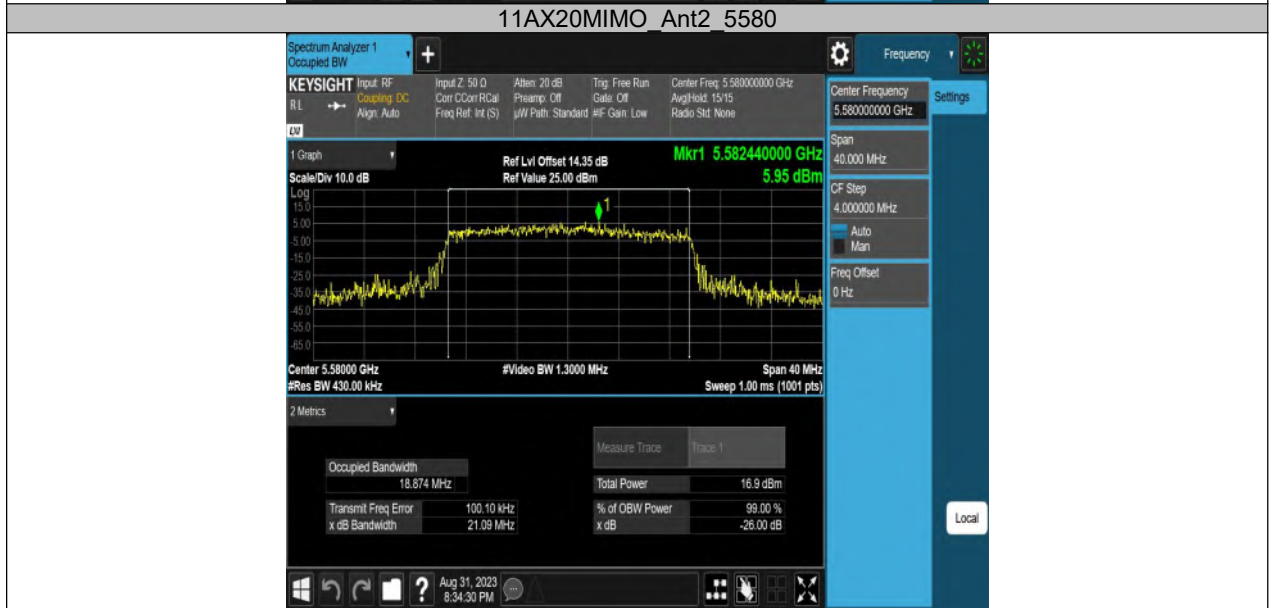 11AX20MIMO_Ant2_5580
Spectrum Analyzer 1
Occupied BW
+
Frequency
KEYSIGHT Input: RF Input Z: 50 Ω Atten: 20 dB Trig: Free Run Center Freq: 5.580000000 GHz
RL Coupling: DC Corr CCorr RCal Preamp: Off Gate: Off Avg|Hold: 15/15
Align: Auto Freq Ref: Int (S) µW Path: Standard #IF Gain: Low Radio Std: None
LXI
Center Frequency
5.580000000 GHz
Settings
Span
40.000 MHz
CF Step
4.000000 MHz
Auto
Man
Freq Offset
0 Hz
Local
1 Graph Ref Lvl Offset 14.35 dB Mkr1 5.582440000 GHz
Scale/Div 10.0 dB Ref Value 25.00 dBm 5.95 dBm
Log
15.0
5.00
-5.00
-15.0
-25.0
-35.0
-45.0
-55.0
-65.0
1
Center 5.58000 GHz #Video BW 1.3000 MHz Span 40 MHz
#Res BW 430.00 kHz Sweep 1.00 ms (1001 pts)
2 Metrics
Measure Trace Trace 1
Occupied Bandwidth
18.874 MHz Total Power 16.9 dBm
Transmit Freq Error 100.10 kHz % of OBW Power 99.00 %
x dB Bandwidth 21.09 MHz x dB -26.00 dB
? Aug 31, 2023
8:34:30 PM